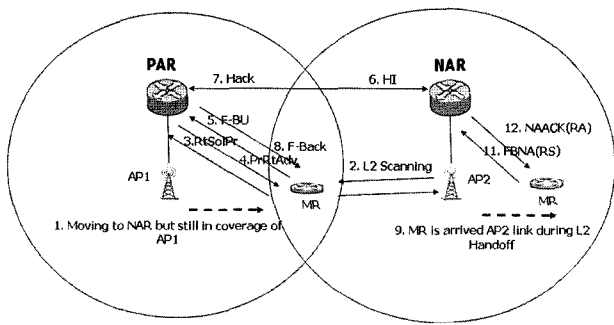 PAR
NAR
7. Hack
6. HI
5. F-BU
3.RtSolPr
4.PrRtAdv
8. F-Back
2. L2 Scanning
12. NAACK(RA)
11. FBNA(RS)
AP1
MR
AP2
MR
1. Moving to NAR but still in coverage of
AP1
9. MR is arrived AP2 link during L2
Handoff